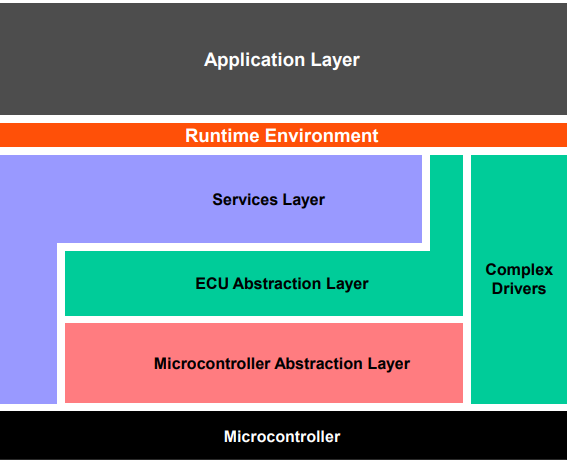 Application Layer
Runtime Environment
Services Layer
ECU Abstraction Layer
Complex
Drivers
Microcontroller Abstraction Layer
Microcontroller